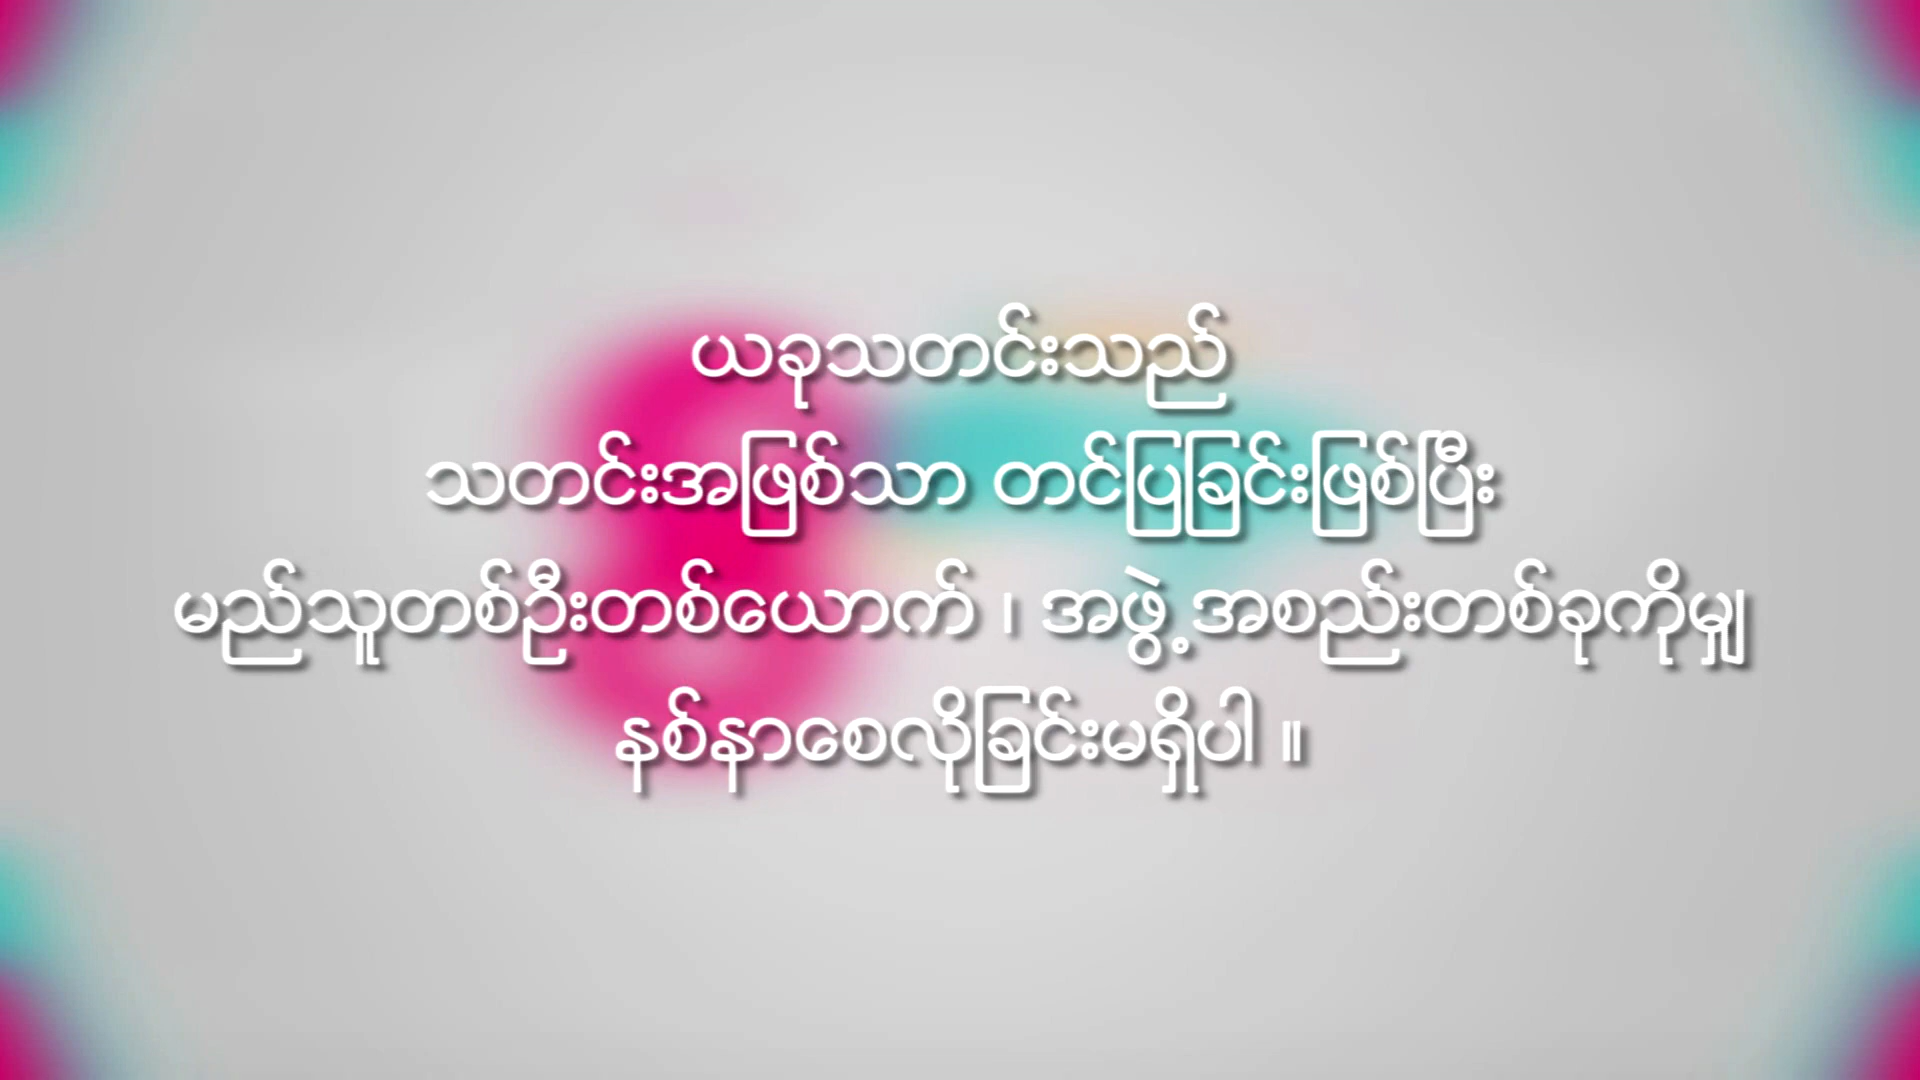 ယခုသတင်းသည်
သတင်းအဖြစ်သာ တင်ပြခြင်းဖြစ်ပြီး
မည်သူတစ်ဦးတစ်ယောက် ၊ အဖွဲ့အစည်းတစ်ခုကိုမျှ
နစ်နာစေလိုခြင်းမရှိပါ ။